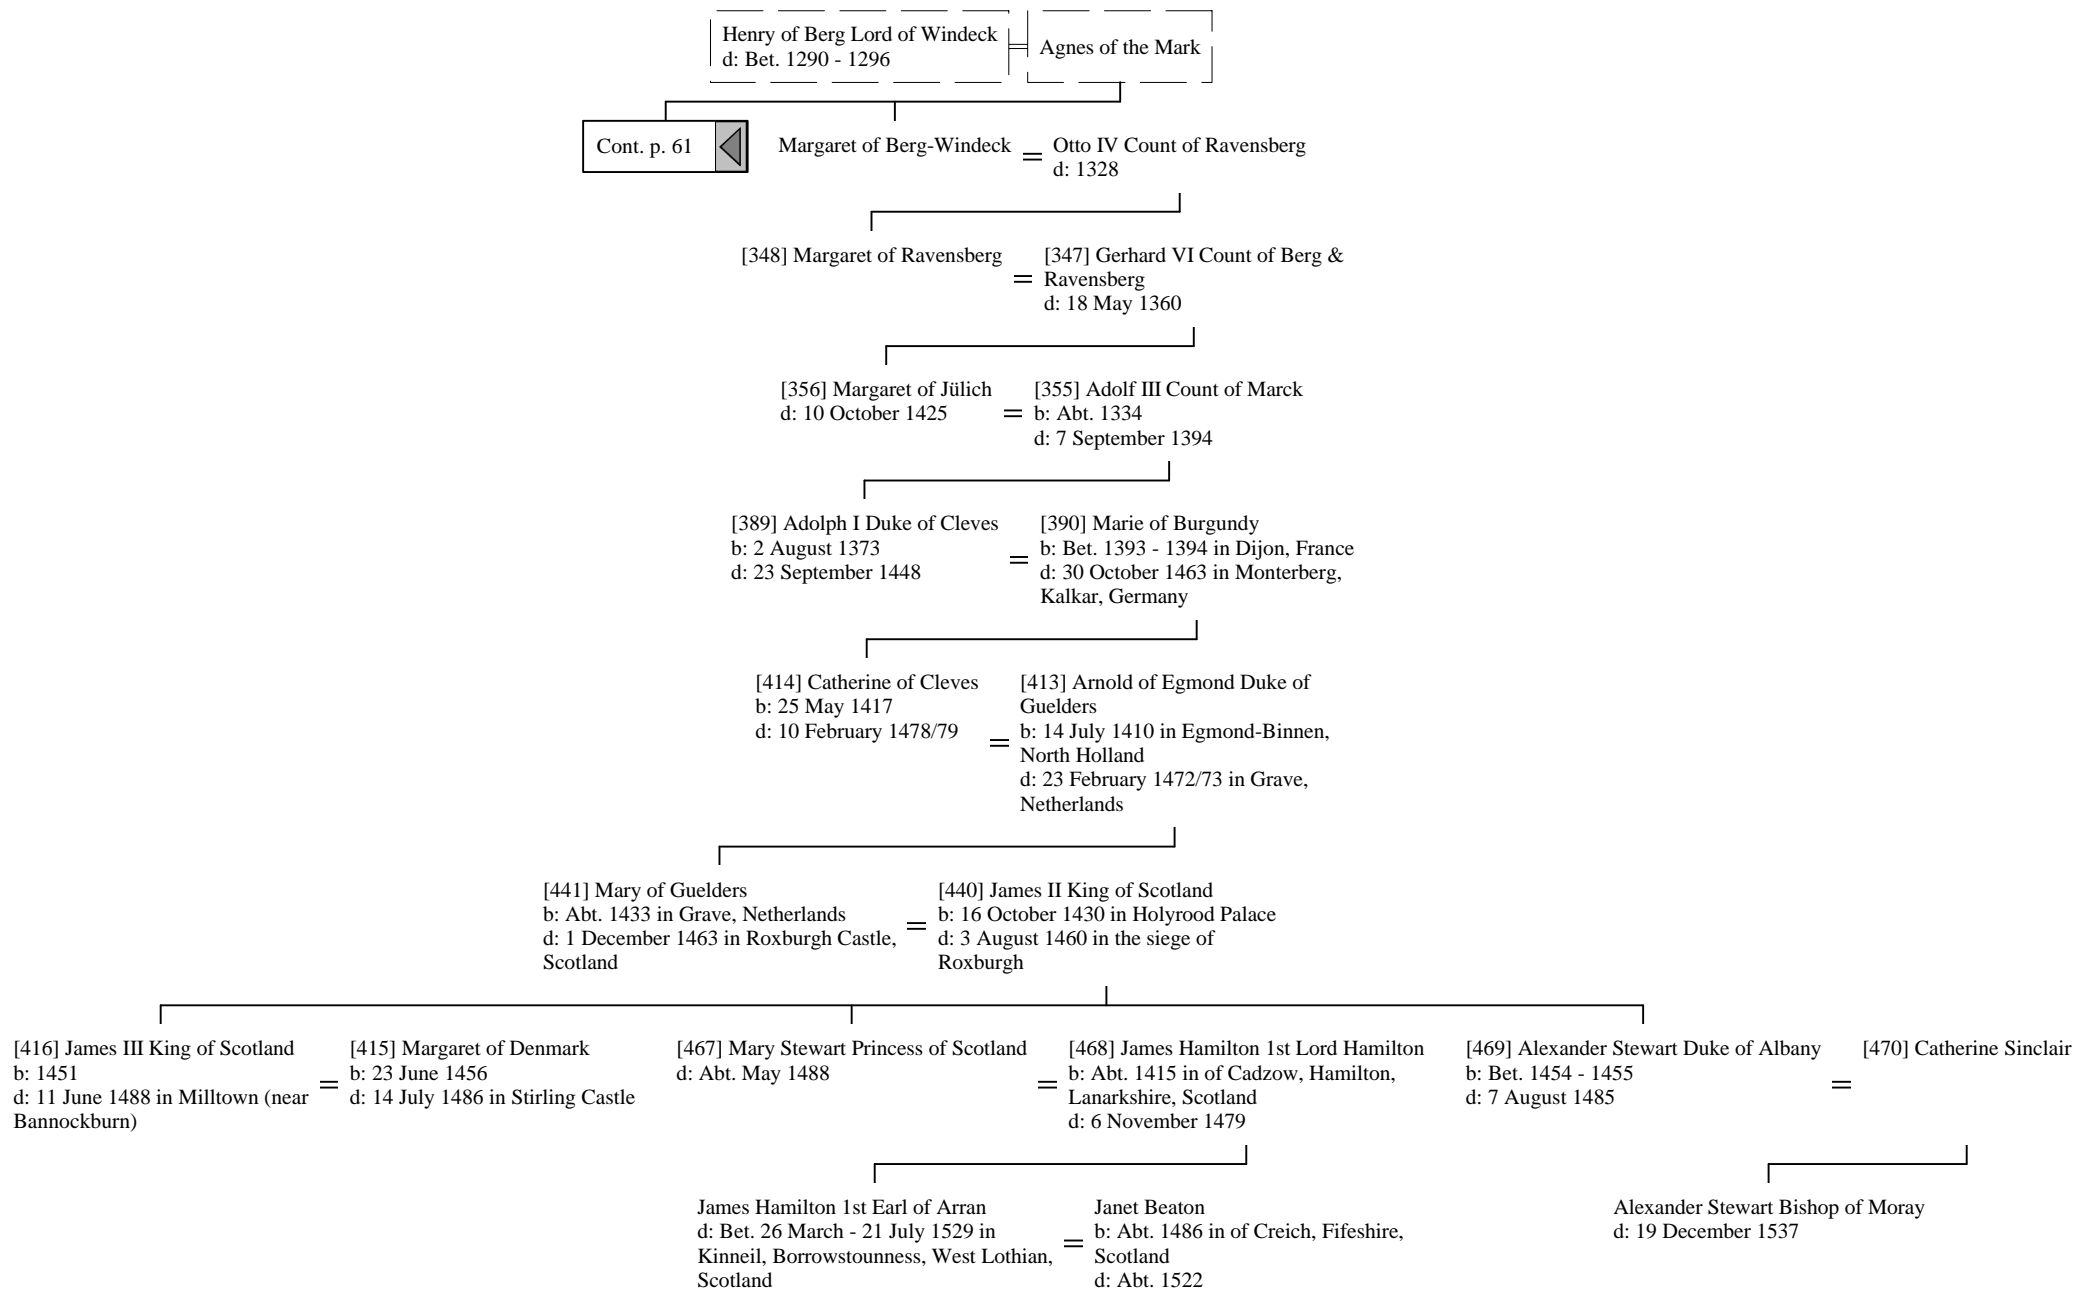 Henry of Berg Lord of Windeck
d: Bet. 1290 - 1296
Agnes of the Mark
Cont. p. 61
Margaret of Berg-Windeck
=
Otto IV Count of Ravensberg
d: 1328
[348] Margaret of Ravensberg
=
[347] Gerhard VI Count of Berg &
Ravensberg
d: 18 May 1360
[356] Margaret of Jülich
d: 10 October 1425
=
[355] Adolf III Count of Marck
b: Abt. 1334
d: 7 September 1394
[389] Adolph I Duke of Cleves
b: 2 August 1373
d: 23 September 1448
=
[390] Marie of Burgundy
b: Bet. 1393 - 1394 in Dijon, France
d: 30 October 1463 in Monterberg,
Kalkar, Germany
[414] Catherine of Cleves
b: 25 May 1417
d: 10 February 1478/79
=
[413] Arnold of Egmond Duke of
Guelders
b: 14 July 1410 in Egmond-Binnen,
North Holland
d: 23 February 1472/73 in Grave,
Netherlands
[441] Mary of Guelders
b: Abt. 1433 in Grave, Netherlands
d: 1 December 1463 in Roxburgh Castle,
Scotland
=
[440] James II King of Scotland
b: 16 October 1430 in Holyrood Palace
d: 3 August 1460 in the siege of
Roxburgh
[416] James III King of Scotland
b: 1451
d: 11 June 1488 in Milltown (near
Bannockburn)
=
[415] Margaret of Denmark
b: 23 June 1456
d: 14 July 1486 in Stirling Castle
[467] Mary Stewart Princess of Scotland
d: Abt. May 1488
=
[468] James Hamilton 1st Lord Hamilton
b: Abt. 1415 in of Cadzow, Hamilton,
Lanarkshire, Scotland
d: 6 November 1479
[469] Alexander Stewart Duke of Albany
b: Bet. 1454 - 1455
d: 7 August 1485
=
[470] Catherine Sinclair
James Hamilton 1st Earl of Arran
d: Bet. 26 March - 21 July 1529 in
Kinneil, Borrowstounness, West Lothian,
Scotland
=
Janet Beaton
b: Abt. 1486 in of Creich, Fifeshire,
Scotland
d: Abt. 1522
Alexander Stewart Bishop of Moray
d: 19 December 1537